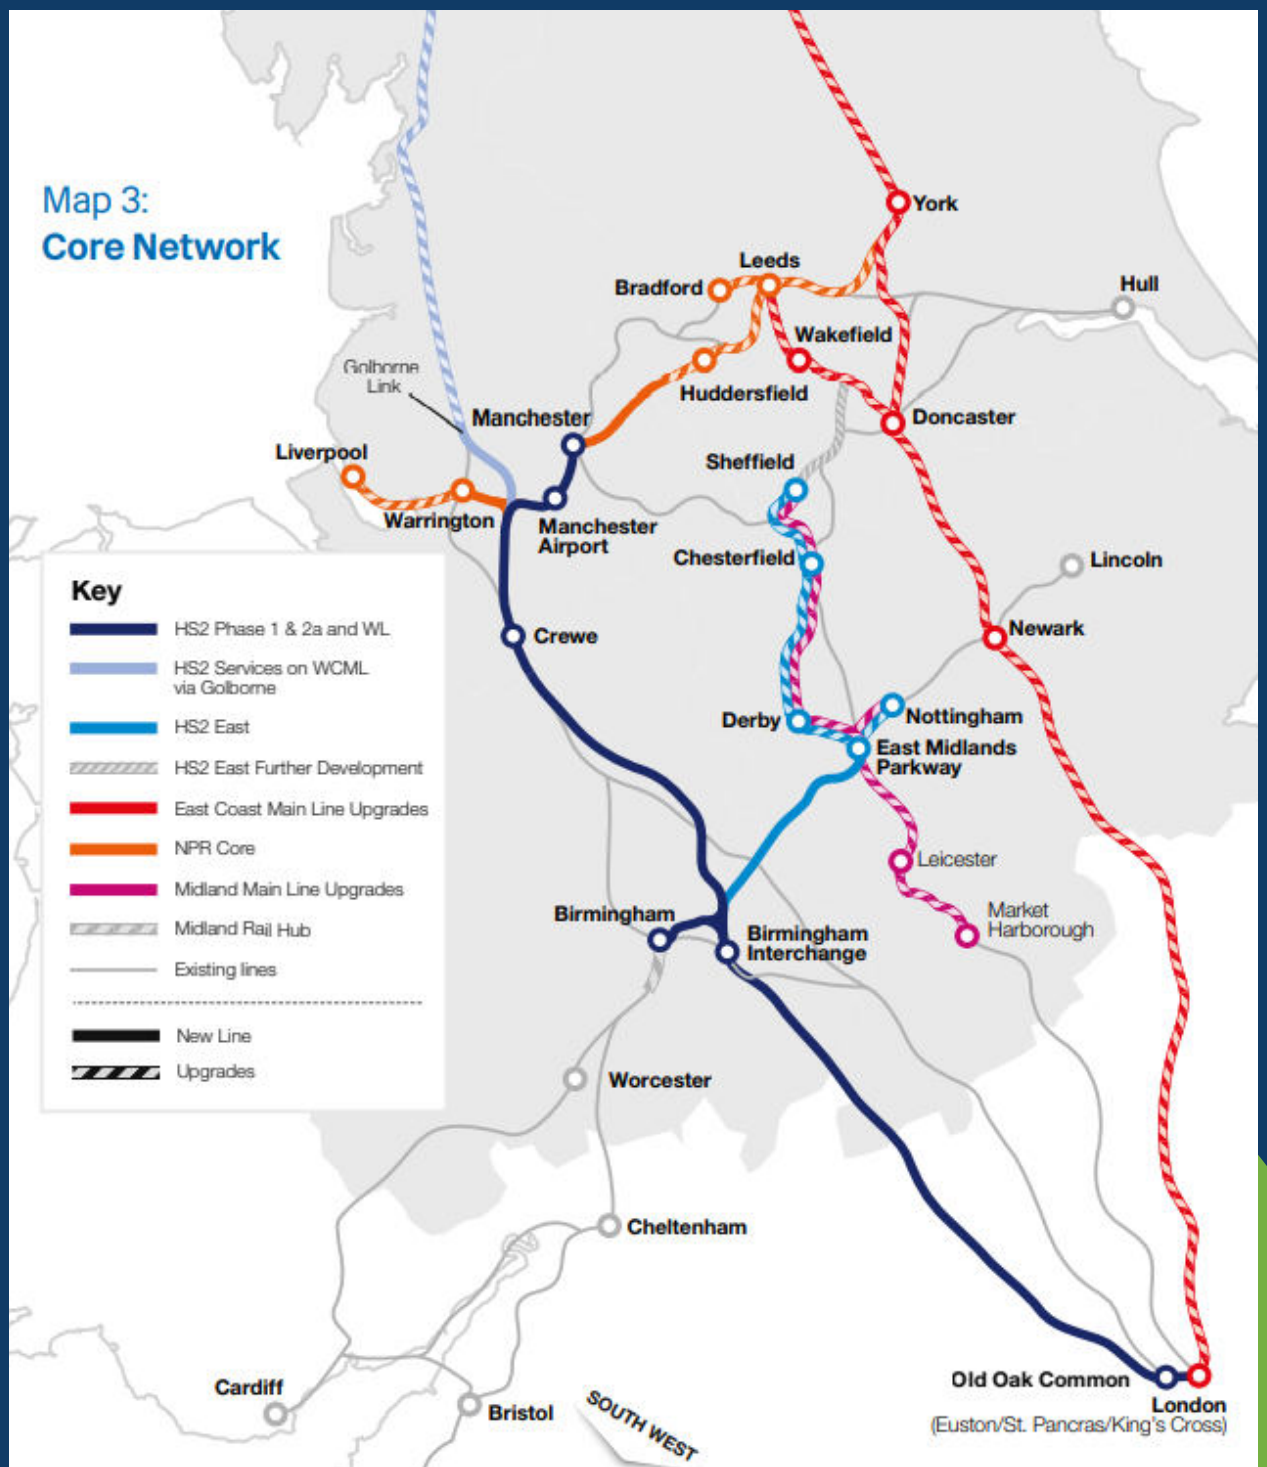 Map 3:
Core Network
York
Leeds
Bradford
Hull
Wakefield
Golborne
Link
Huddersfield
Manchester
Doncaster
Liverpool
Sheffield
Warrington
Manchester
Airport
Chesterfield
Lincoln
Crewe
Newark
Derby
Nottingham
East Midlands
Parkway
Leicester
Market
Harborough
Birmingham
Birmingham
Interchange
Worcester
Cheltenham
Cardiff
Bristol
SOUTH WEST
Old Oak Common
London
(Euston/St. Pancras/King's Cross)
Key
HS2 Phase 1 & 2a and WL
HS2 Services on WCML
via Golborne
HS2 East
HS2 East Further Development
East Coast Main Line Upgrades
NPR Core
Midland Main Line Upgrades
Midland Rail Hub
Existing lines
New Line
Upgrades